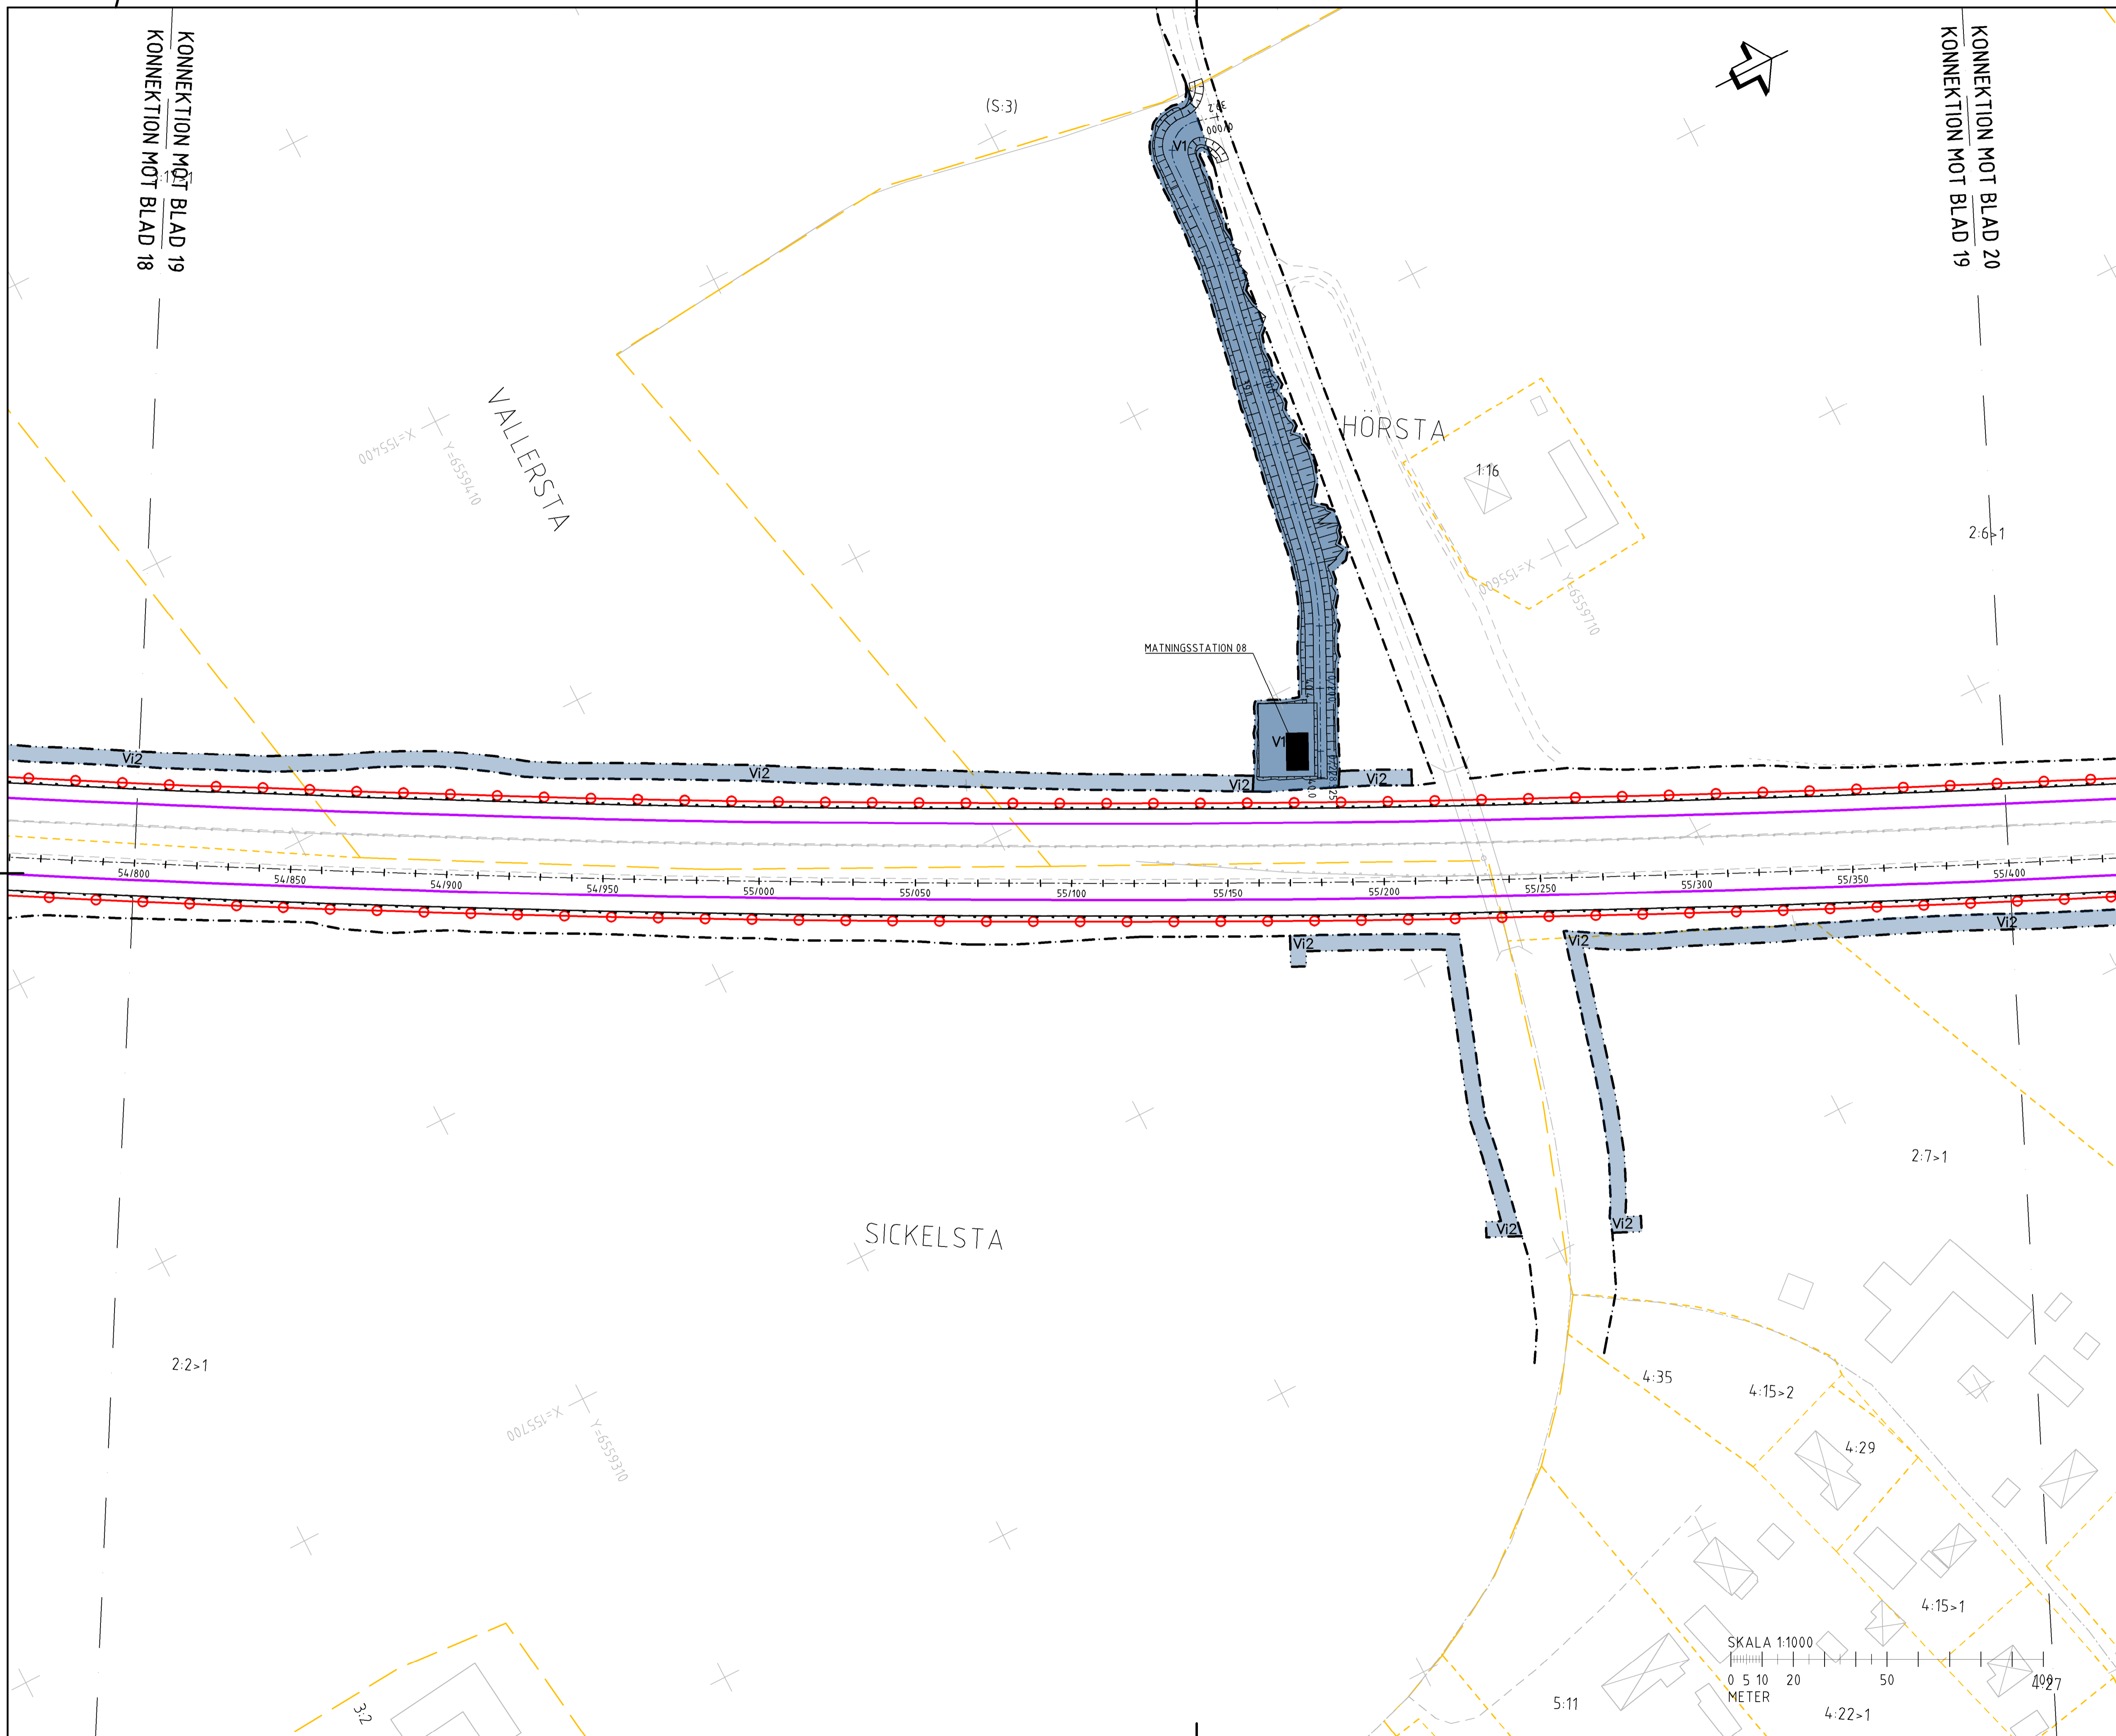 KONNEKTION MOT BLAD 19
KONNEKTION MOT BLAD 18
KONNEKTION MOT BLAD 20
KONNEKTION MOT BLAD 19
(S:3)
0/000
V1
VALLERSTA
X=155400
Y=6559410
HÖRSTA
1:16
2:6>1
X=155600
Y=6559710
MATNINGSSTATION 08
V1
Vi2
Vi2
Vi2
Vi2
54/800
54/850
54/900
54/950
55/000
55/050
55/100
55/150
55/200
55/250
55/300
55/350
55/400
Vi2
Vi2
Vi2
2:7>1
SICKELSTA
Vi2
Vi2
2:2>1
4:35
4:15>2
X=155700
Y=6559310
4:29
4:15>1
SKALA 1:1000
0 5 10 20 50 100
METER
4:27
3:2
5:11
4:22>1